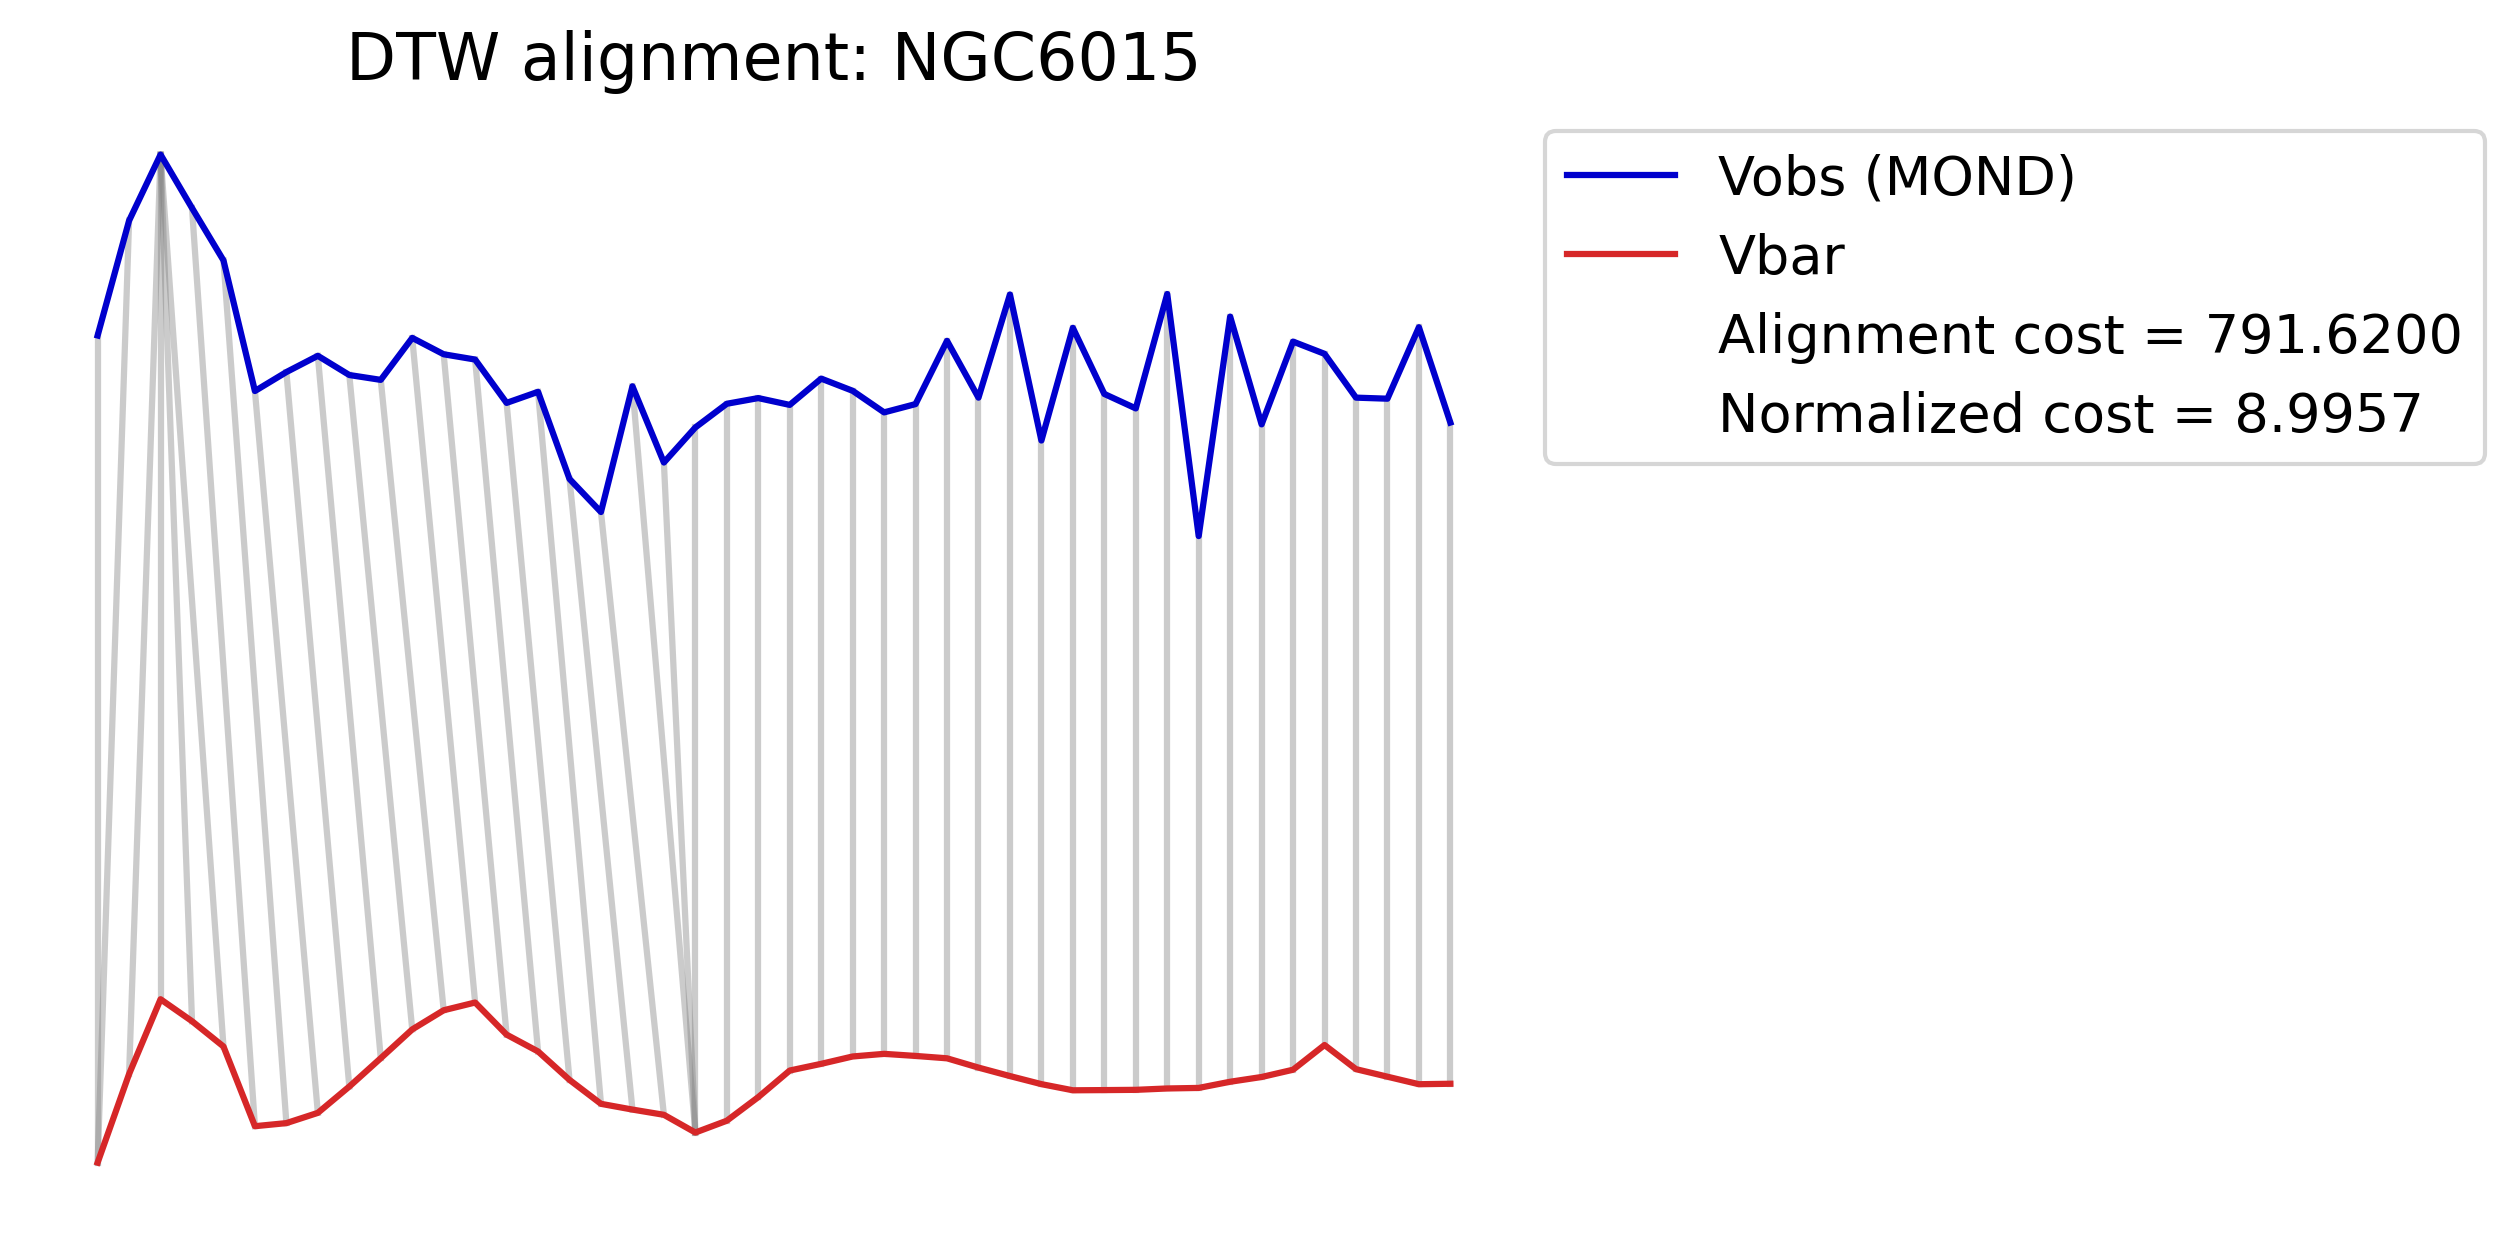 DTW alignment: NGC6015
Vobs (MOND)
Vbar
Alignment cost = 791.6200
Normalized cost = 8.9957